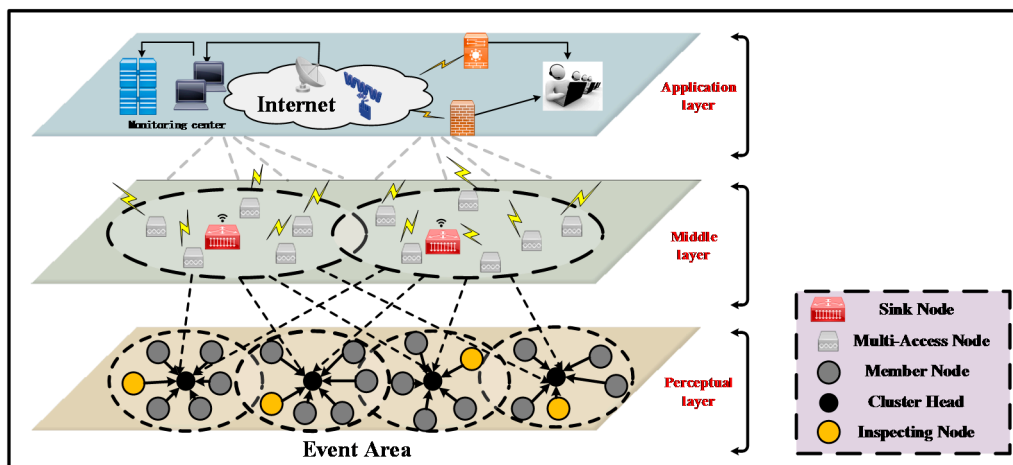 Internet
Monitoring center
Application
layer
Middle
layer
Perceptual
layer
Event Area
Sink Node
Multi-Access Node
Member Node
Cluster Head
Inspecting Node